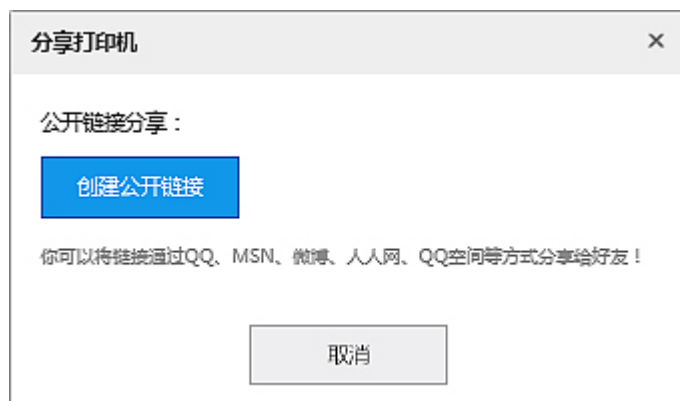 分享打印机
公开链接分享：
创建公开链接
你可以将链接通过QQ、MSN、微博、人人网、QQ空间等方式分享给好友！
取消